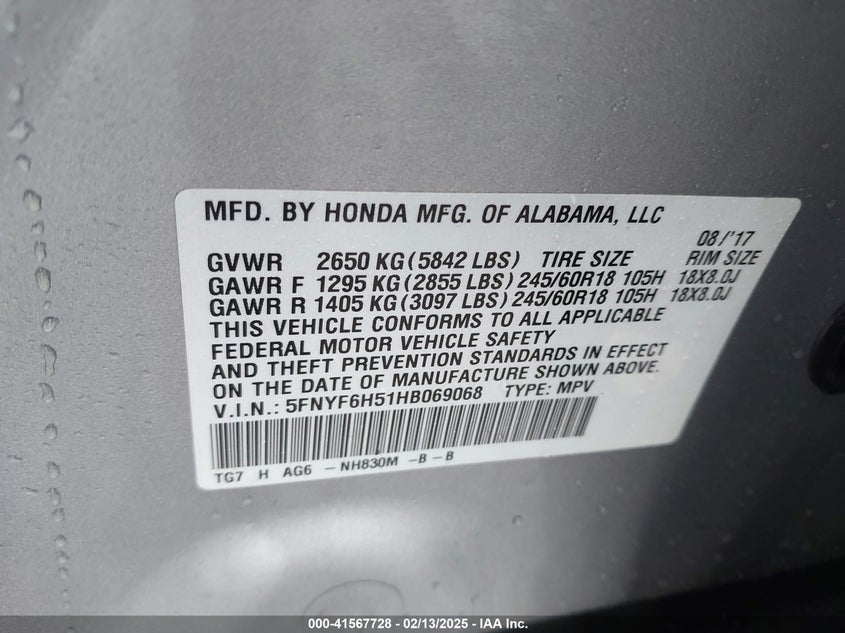 MFD. BY HONDA MFG. OF ALABAMA, LLC
08/'17
GVWR 2650 KG (5842 LBS) TIRE SIZE RIM SIZE
GAWR F 1295 KG (2855 LBS) 245/60R18 105H 18X8.0J
GAWR R 1405 KG (3097 LBS) 245/60R18 105H 18X8.0J
THIS VEHICLE CONFORMS TO ALL APPLICABLE
FEDERAL MOTOR VEHICLE SAFETY
AND THEFT PREVENTION STANDARDS IN EFFECT
ON THE DATE OF MANUFACTURE SHOWN ABOVE.
V.I.N.: 5FNYF6H51HB069068 TYPE: MPV
TG7 H AG6 - NH830M - B - B
000-41567728 - 02/13/2025 - IAA Inc.